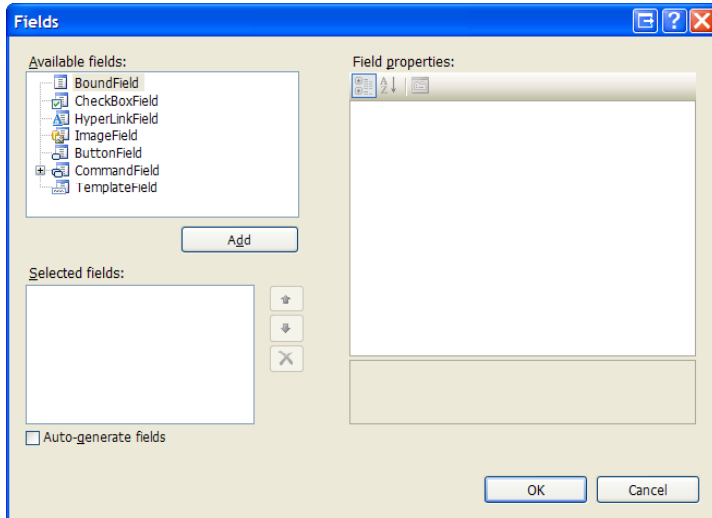 Fields
Available fields:
BoundField
CheckBoxField
HyperLinkField
ImageField
ButtonField
CommandField
TemplateField
Add
Selected fields:
Auto-generate fields
Field properties:
OK
Cancel